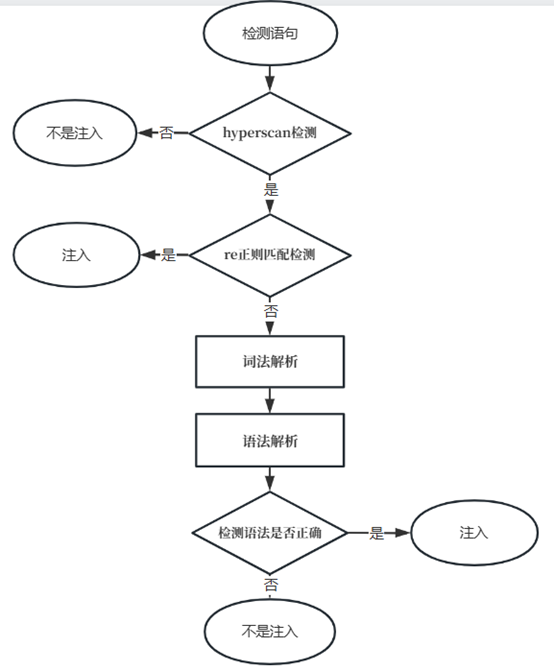 检测语句
hyperscan检测
否
不是注入
是
re正则匹配检测
是
注入
否
词法解析
语法解析
检测语法是否正确
是
注入
否
不是注入